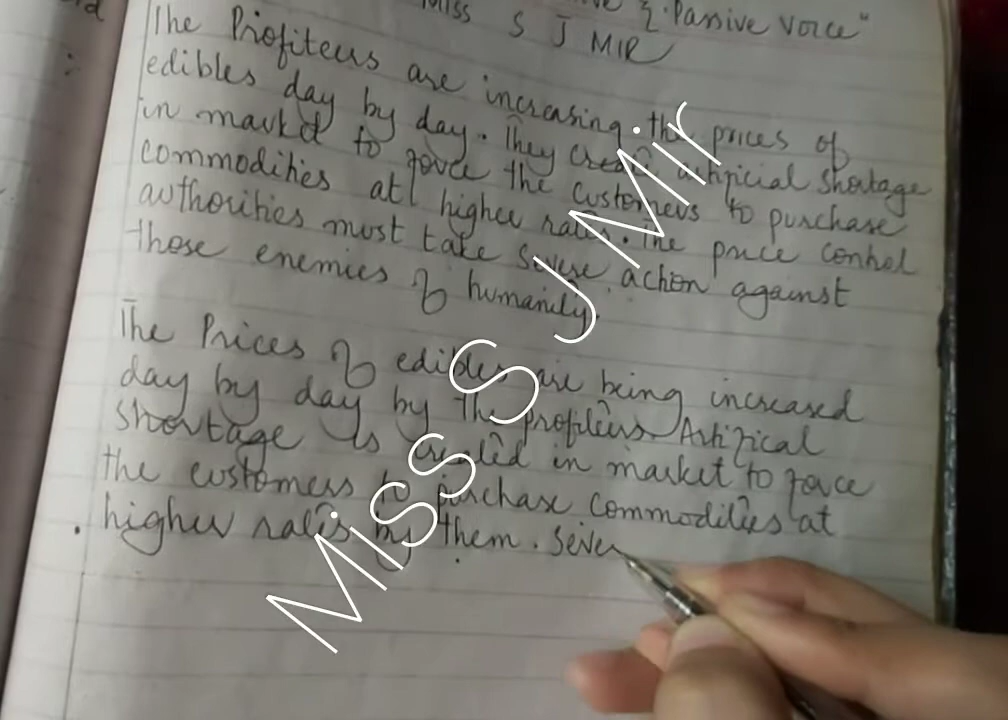 & "Passive Voice"
Miss S J MIR
The Profiteers are increasing the prices of
edibles day by day. They create artificial shortage
in market to force the customers to purchase
commodities at higher rates. The price control
authorities must take severe action against
those enemies of humanity.
The Prices of edibles are being increased
day by day by the profiteers. Artifical
shortage is created in market to force
the customers to purchase commodities at
higher rates by them. Seve
Miss S J Mir